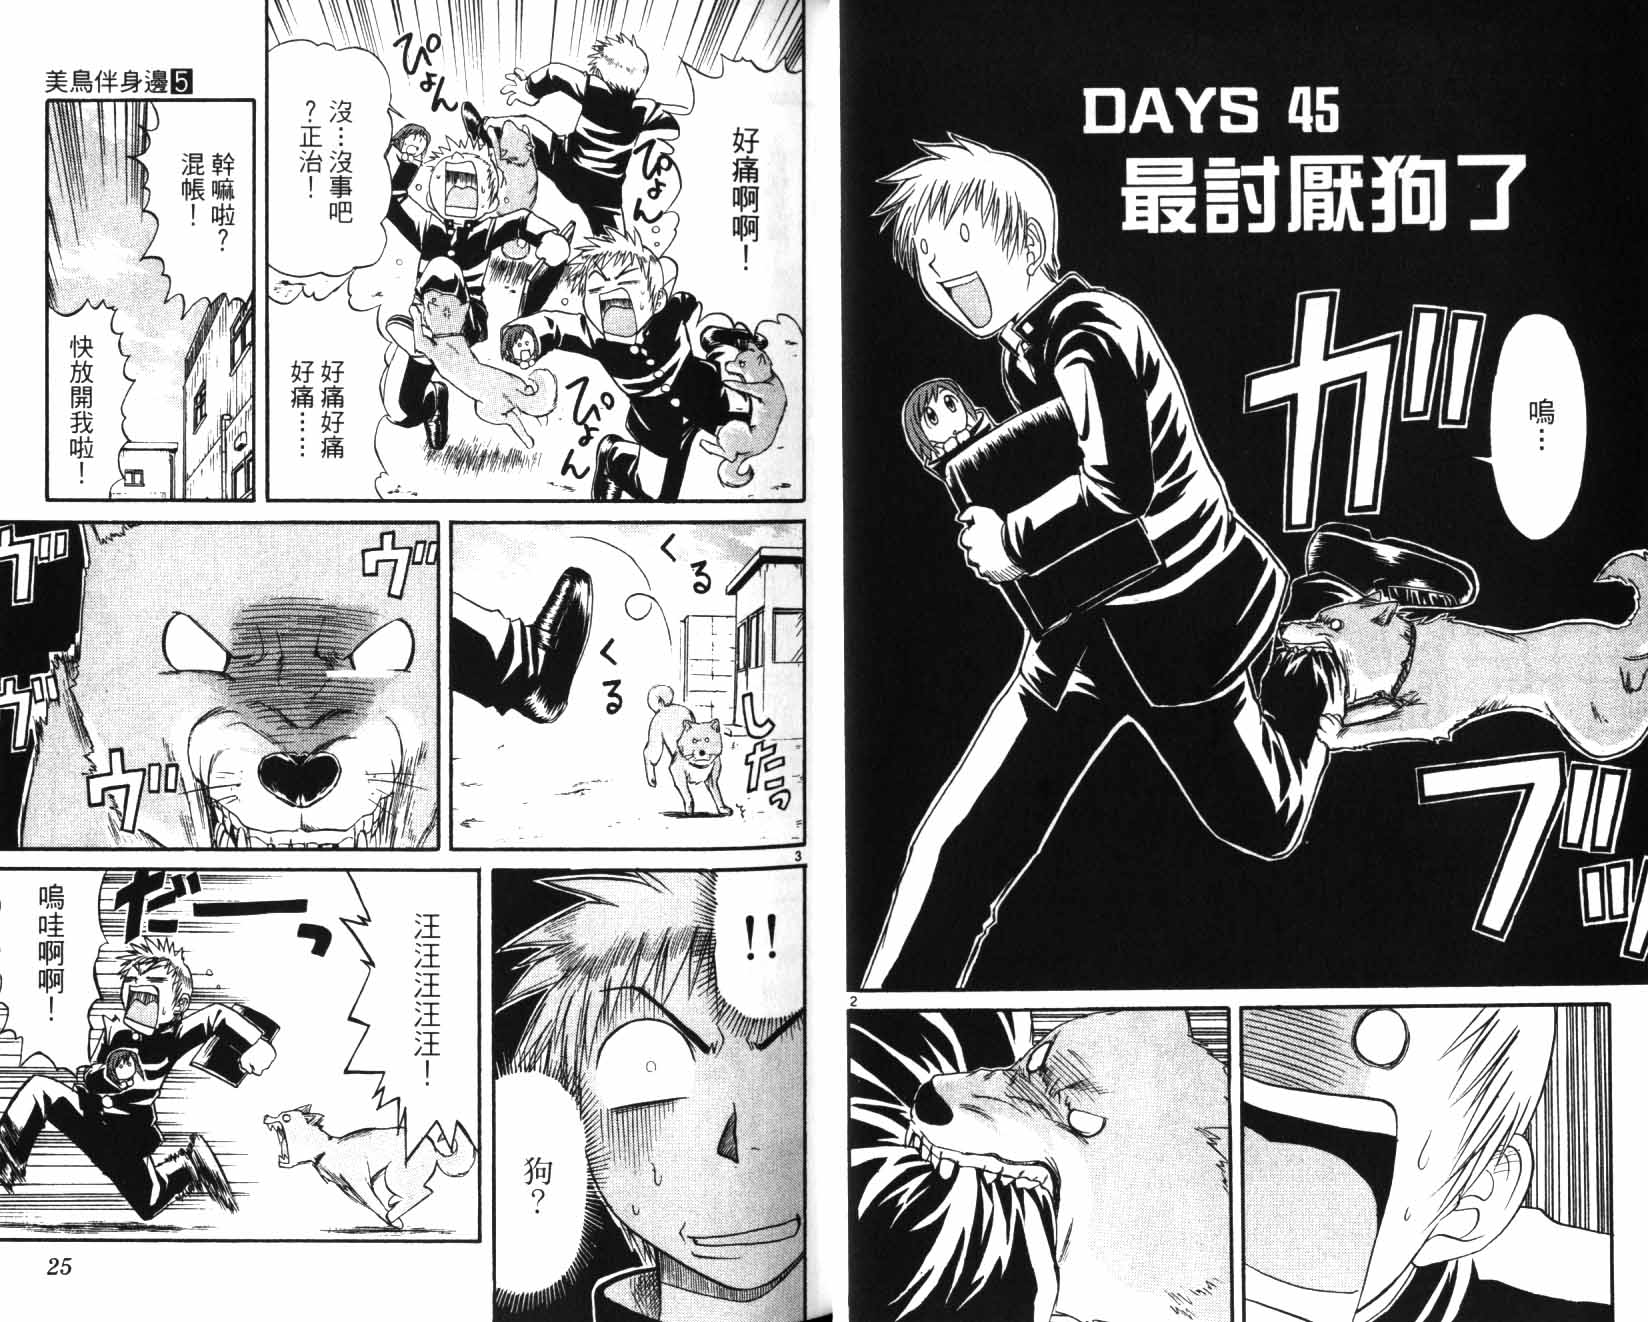 DAYS 45
最討厭狗了
ガ
ブ
嗚…
2
好痛啊啊！
ぴょん
ぴょん
ぴょん
沒…沒事吧
？正治！
好痛好痛
好痛……
美鳥伴身邊5
幹嘛啦？
混帳！
快放開我啦！
くる
くる
したっ
ヴ
ヴ
ヴ
ヴ
3
!!
狗？
汪汪汪汪汪！
だーっ
嗚哇啊啊！
25